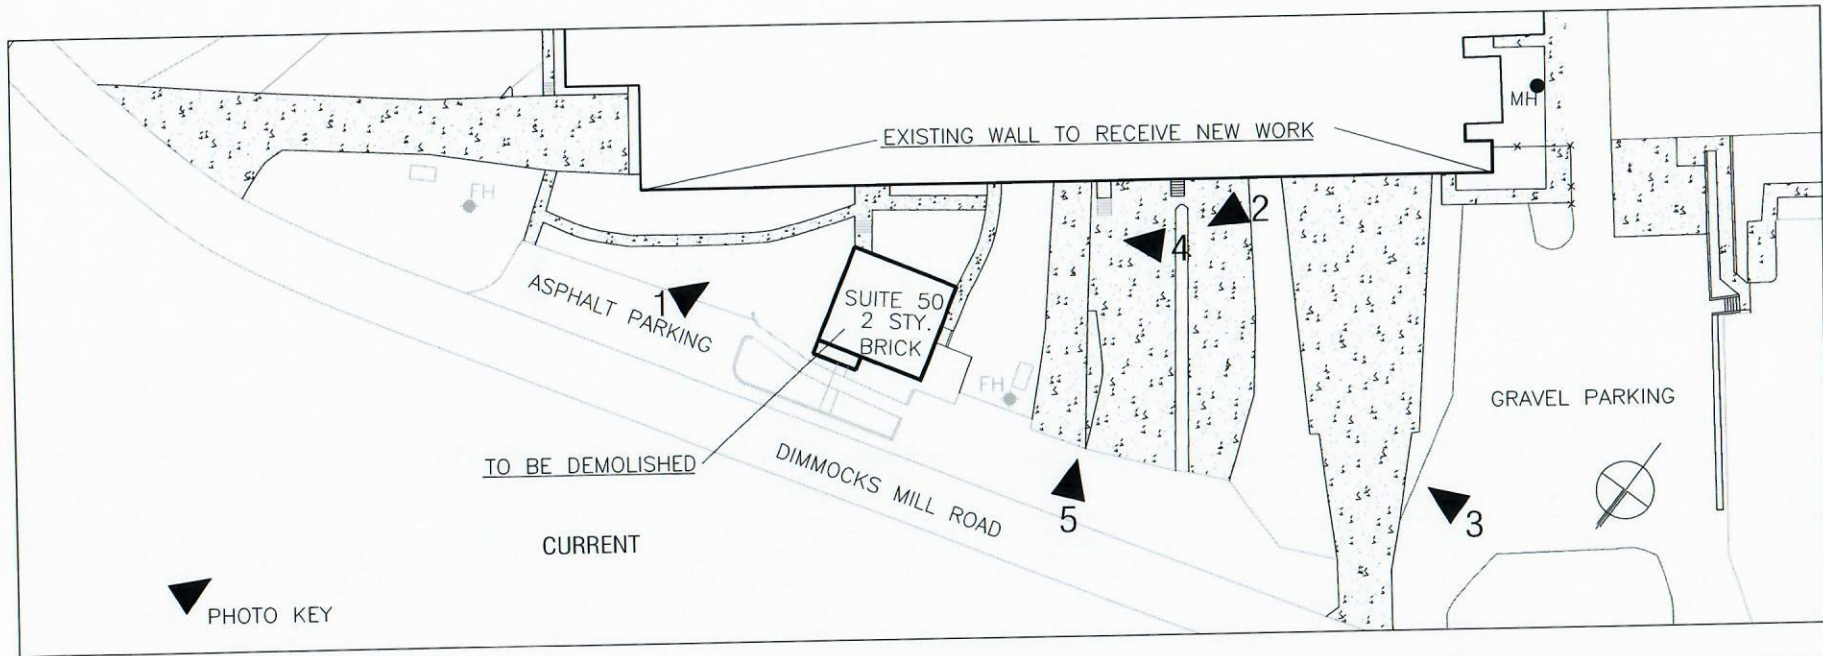 EXISTING WALL TO RECEIVE NEW WORK
MH
FH
2
4
1
ASPHALT PARKING
SUITE 50
2 STY.
BRICK
FH
GRAVEL PARKING
TO BE DEMOLISHED
DIMMOCKS MILL ROAD
5
3
CURRENT
PHOTO KEY